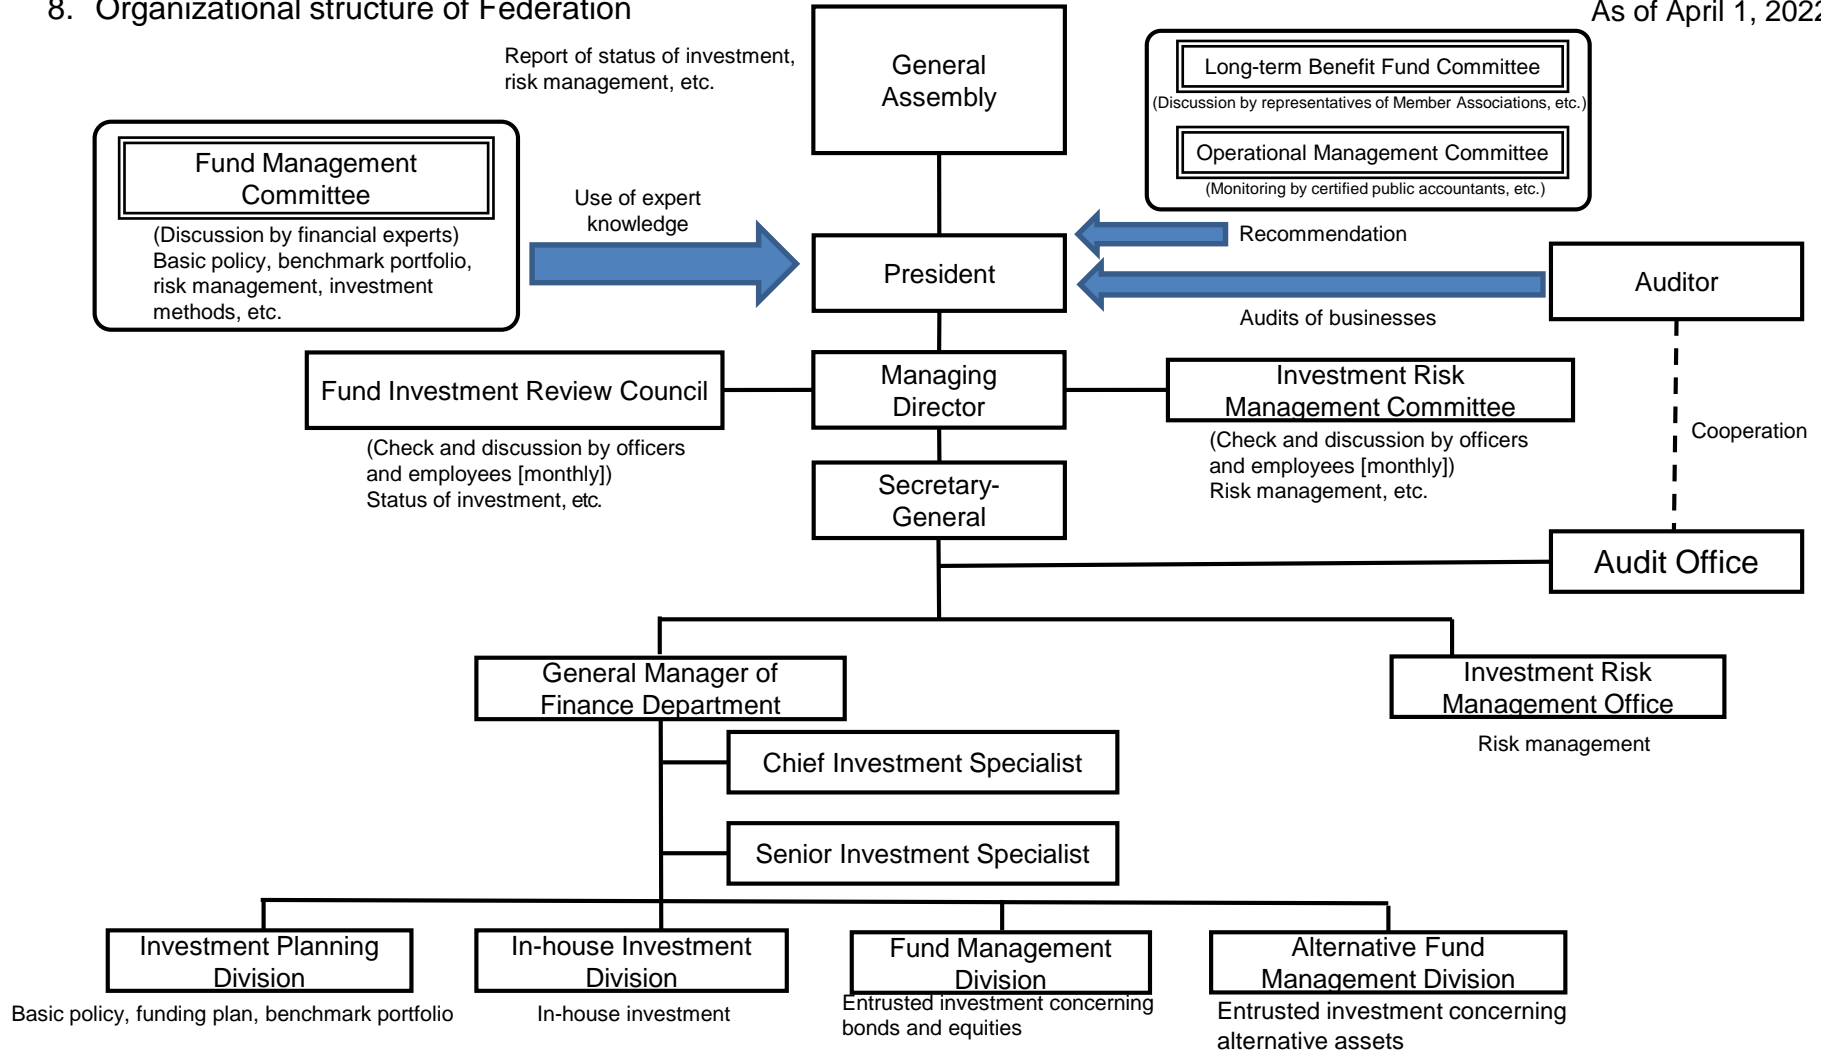 8. Organizational structure of Federation
As of April 1, 2022
Report of status of investment,
risk management, etc.
General
Assembly
Long-term Benefit Fund Committee
(Discussion by representatives of Member Associations, etc.)
Operational Management Committee
(Monitoring by certified public accountants, etc.)
Fund Management
Committee
(Discussion by financial experts)
Basic policy, benchmark portfolio,
risk management, investment
methods, etc.
Use of expert
knowledge
President
Recommendation
Audits of businesses
Auditor
Fund Investment Review Council
(Check and discussion by officers
and employees [monthly])
Status of investment, etc.
Managing
Director
Investment Risk
Management Committee
(Check and discussion by officers
and employees [monthly])
Risk management, etc.
Cooperation
Secretary-
General
Audit Office
General Manager of
Finance Department
Investment Risk
Management Office
Risk management
Chief Investment Specialist
Senior Investment Specialist
Investment Planning
Division
Basic policy, funding plan, benchmark portfolio
In-house Investment
Division
In-house investment
Fund Management
Division
Entrusted investment concerning
bonds and equities
Alternative Fund
Management Division
Entrusted investment concerning
alternative assets